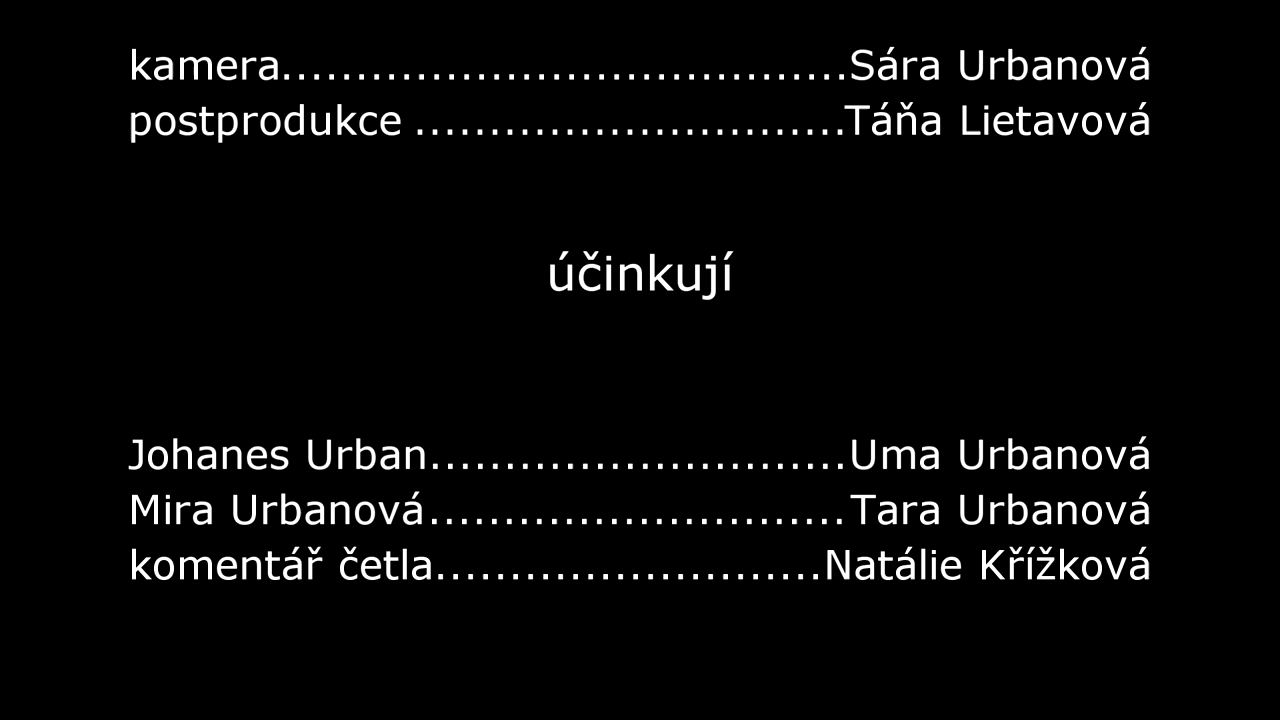 kamera......................................Sára Urbanová
postprodukce .............................Táňa Lietavová
účinkují
Johanes Urban............................Uma Urbanová
Mira Urbanová............................Tara Urbanová
komentář četla..........................Natálie Křížková